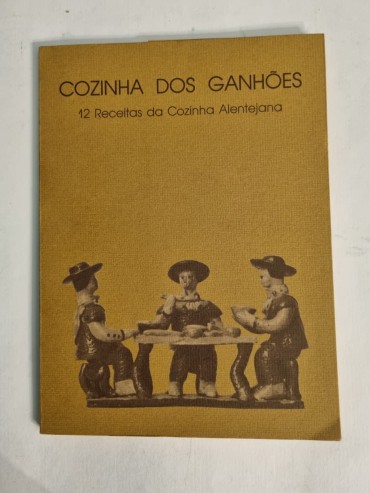 COZINHA DOS GANHÕES
12 Receitas da Cozinha Alentejana